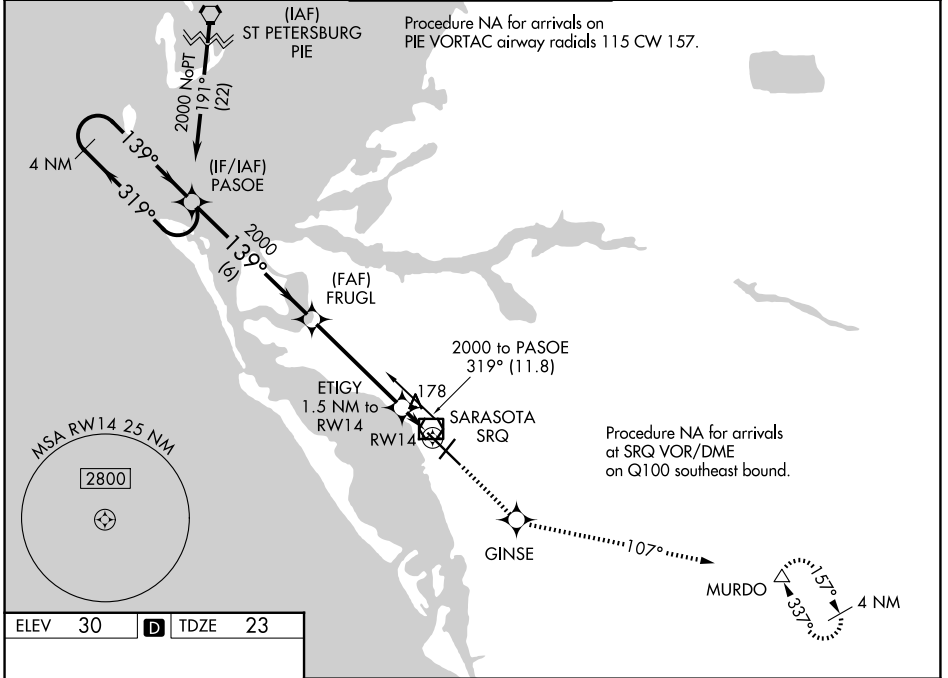 (IAF)
ST PETERSBURG
PIE
Procedure NA for arrivals on
PIE VORTAC airway radials 115 CW 157.
2000 NoPT
191°
(22)
4 NM
139°
319°
(IF/IAF)
PASOE
2000
139°
(6)
(FAF)
FRUGL
2000 to PASOE
319° (11.8)
ETIGY
1.5 NM to
RW14
178
RW14
SARASOTA
SRQ
Procedure NA for arrivals
at SRQ VOR/DME
on Q100 southeast bound.
MSA RW14 25 NM
2800
GINSE
107°
MURDO
157°
337°
4 NM
ELEV 30 D TDZE 23